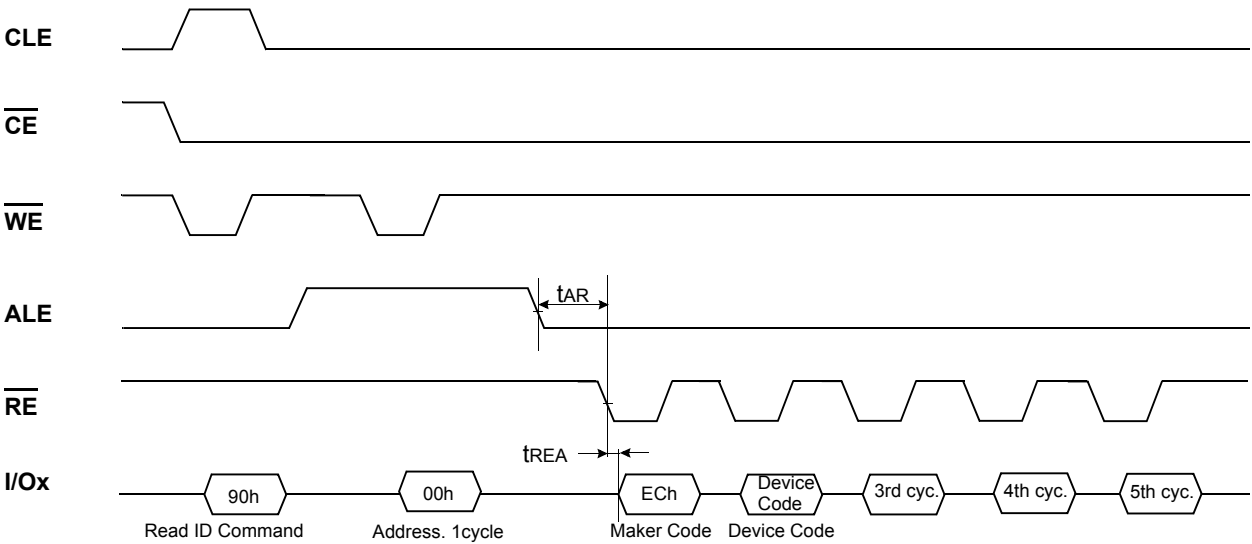 CLE
CE
WE
ALE
tAR
RE
tREA
I/Ox
90h
00h
ECh
Device
Code
3rd cyc.
4th cyc.
5th cyc.
Read ID Command
Address. 1cycle
Maker Code
Device Code